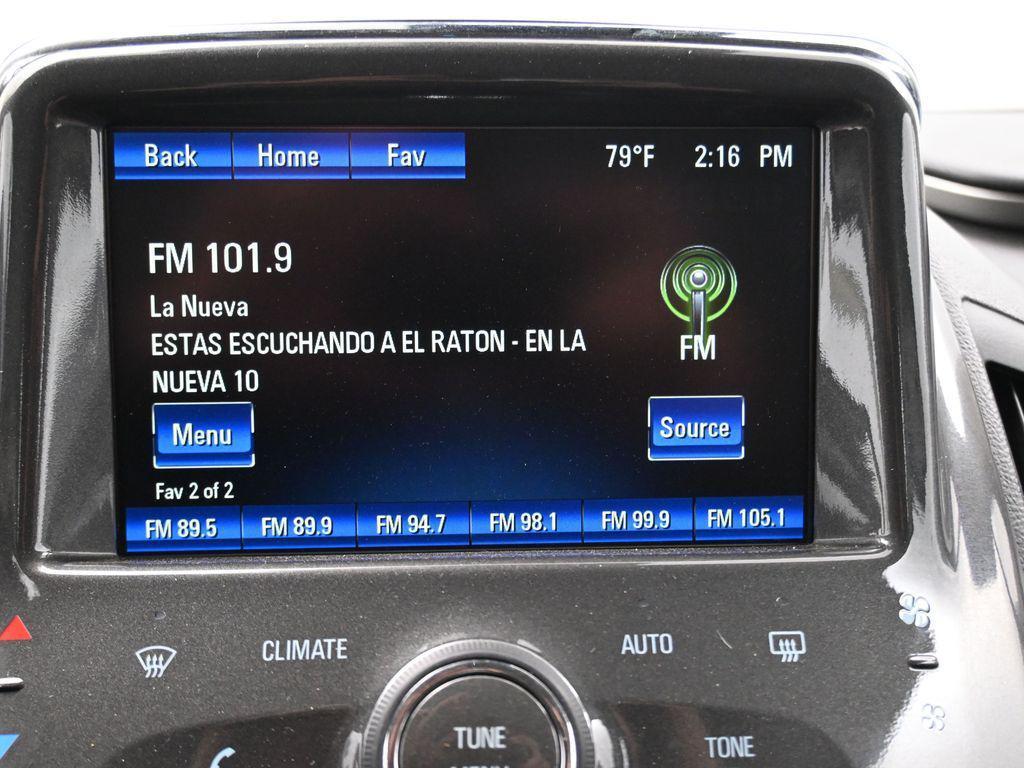 Back Home Fav 79°F 2:16 PM
FM 101.9
La Nueva
ESTAS ESCUCHANDO A EL RATON - EN LA
NUEVA 10
FM
Menu Source
Fav 2 of 2
FM 89.5 FM 89.9 FM 94.7 FM 98.1 FM 99.9 FM 105.1
CLIMATE AUTO
TUNE TONE